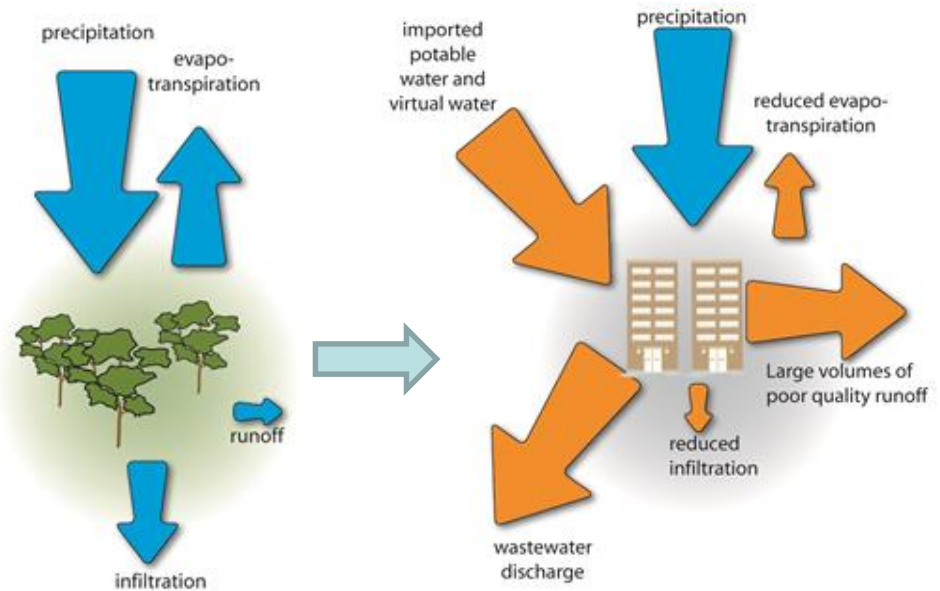 precipitation
evapo-
transpiration
runoff
infiltration
imported
potable
water and
virtual water
precipitation
reduced evapo-
transpiration
Large volumes of
poor quality runoff
reduced
infiltration
wastewater
discharge